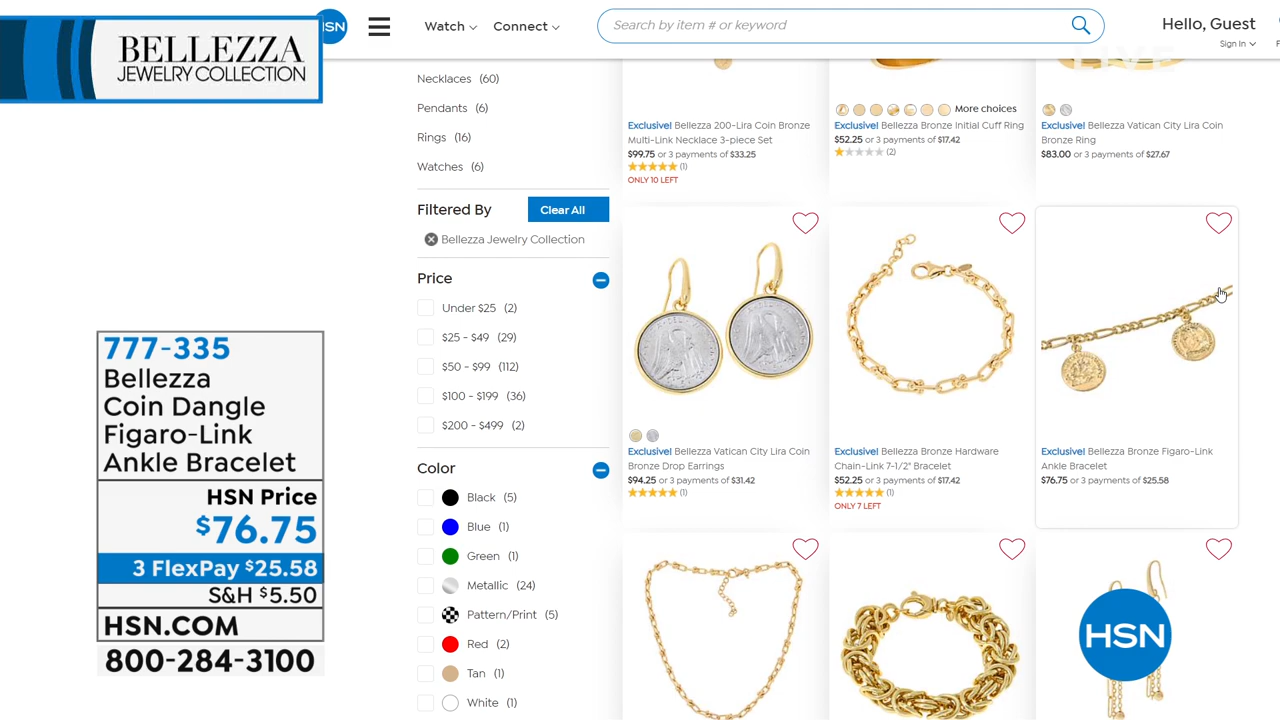 BELLEZZA
JEWELRY COLLECTION
HSN
Watch
Connect
Search by item # or keyword
Hello, Guest
Sign In
LIVE
Necklaces (60)
Pendants (6)
Rings (16)
Watches (6)
Filtered By
Clear All
Bellezza Jewelry Collection
Price
Under $25 (2)
$25 - $49 (29)
$50 - $99 (112)
$100 - $199 (36)
$200 - $499 (2)
Color
Black (5)
Blue (1)
Green (1)
Metallic (24)
Pattern/Print (5)
Red (2)
Tan (1)
White (1)
Exclusive! Bellezza 200-Lira Coin Bronze
Multi-Link Necklace 3-piece Set
$99.75 or 3 payments of $33.25
(1)
ONLY 10 LEFT
More choices
Exclusive! Bellezza Bronze Initial Cuff Ring
$52.25 or 3 payments of $17.42
(2)
Exclusive! Bellezza Vatican City Lira Coin
Bronze Ring
$83.00 or 3 payments of $27.67
Exclusive! Bellezza Vatican City Lira Coin
Bronze Drop Earrings
$94.25 or 3 payments of $31.42
(1)
Exclusive! Bellezza Bronze Hardware
Chain-Link 7-1/2" Bracelet
$52.25 or 3 payments of $17.42
(1)
ONLY 7 LEFT
Exclusive! Bellezza Bronze Figaro-Link
Ankle Bracelet
$76.75 or 3 payments of $25.58
777-335
Bellezza
Coin Dangle
Figaro-Link
Ankle Bracelet
HSN Price
$76.75
3 FlexPay $25.58
S&H $5.50
HSN.COM
800-284-3100
HSN